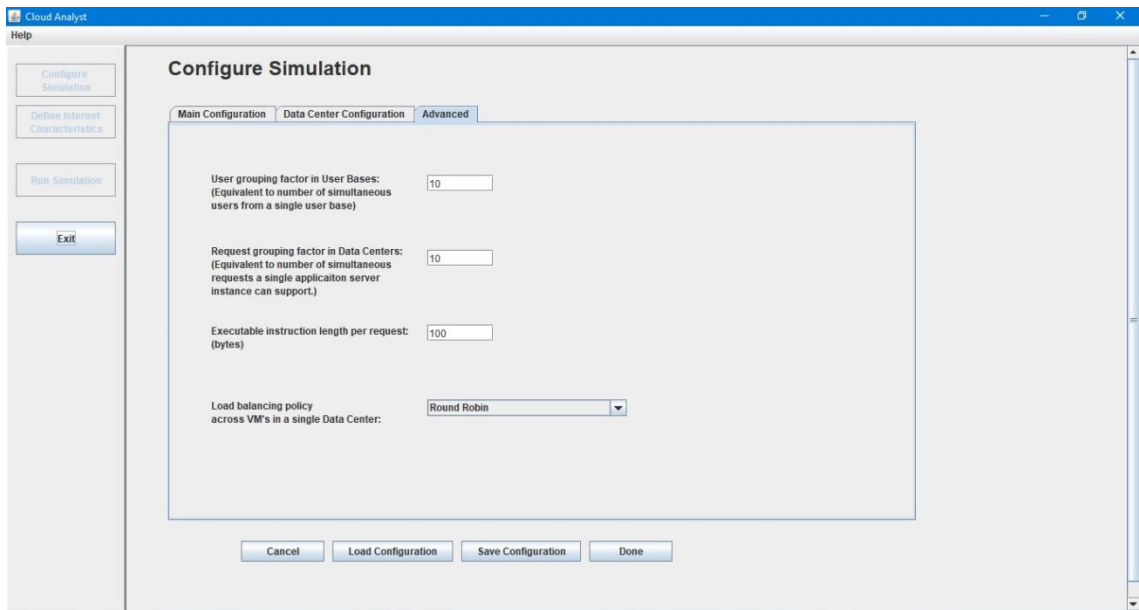 Cloud Analyst
Help
Configure
Simulation
Define Internet
Characteristics
Run Simulation
Exit
Configure Simulation
Main Configuration
Data Center Configuration
Advanced
User grouping factor in User Bases:
(Equivalent to number of simultaneous
users from a single user base)
10
Request grouping factor in Data Centers:
(Equivalent to number of simultaneous
requests a single applicaiton server
instance can support.)
10
Executable instruction length per request:
(bytes)
100
Load balancing policy
across VM's in a single Data Center:
Round Robin
Cancel
Load Configuration
Save Configuration
Done